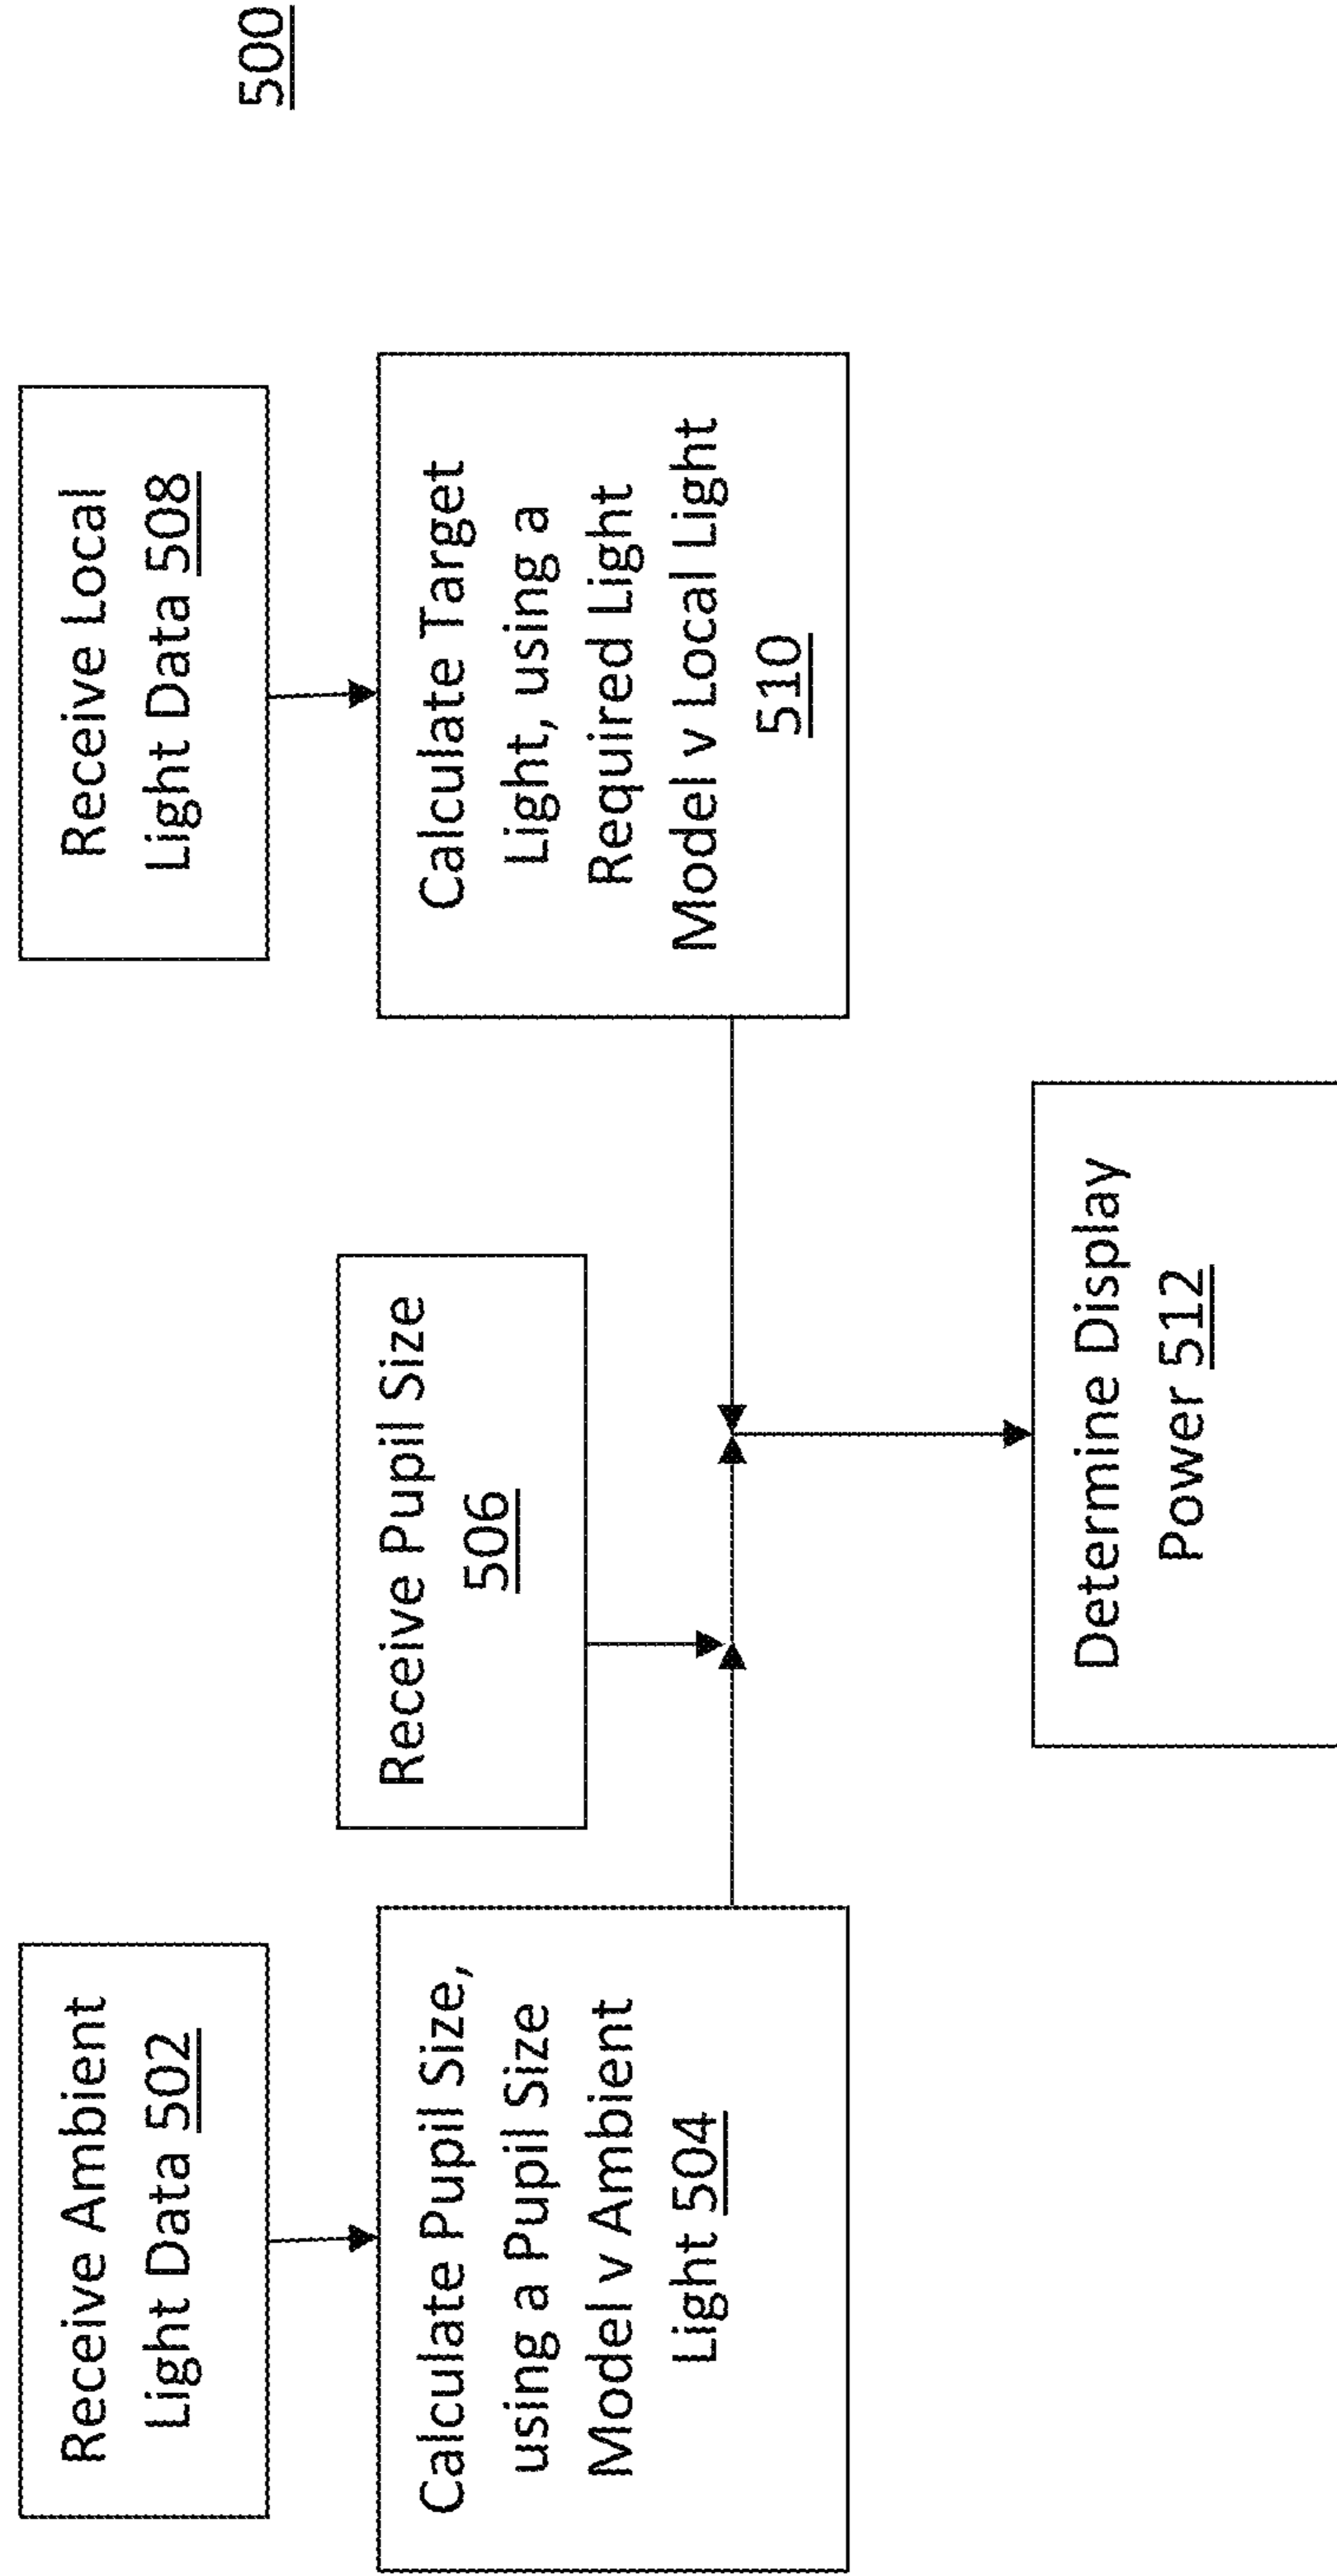 500
Receive Ambient
Light Data 502
Calculate Pupil Size,
using a Pupil Size
Model v Ambient
Light 504
Receive Pupil Size
506
Receive Local
Light Data 508
Calculate Target
Light, using a
Required Light
Model v Local Light
510
Determine Display
Power 512